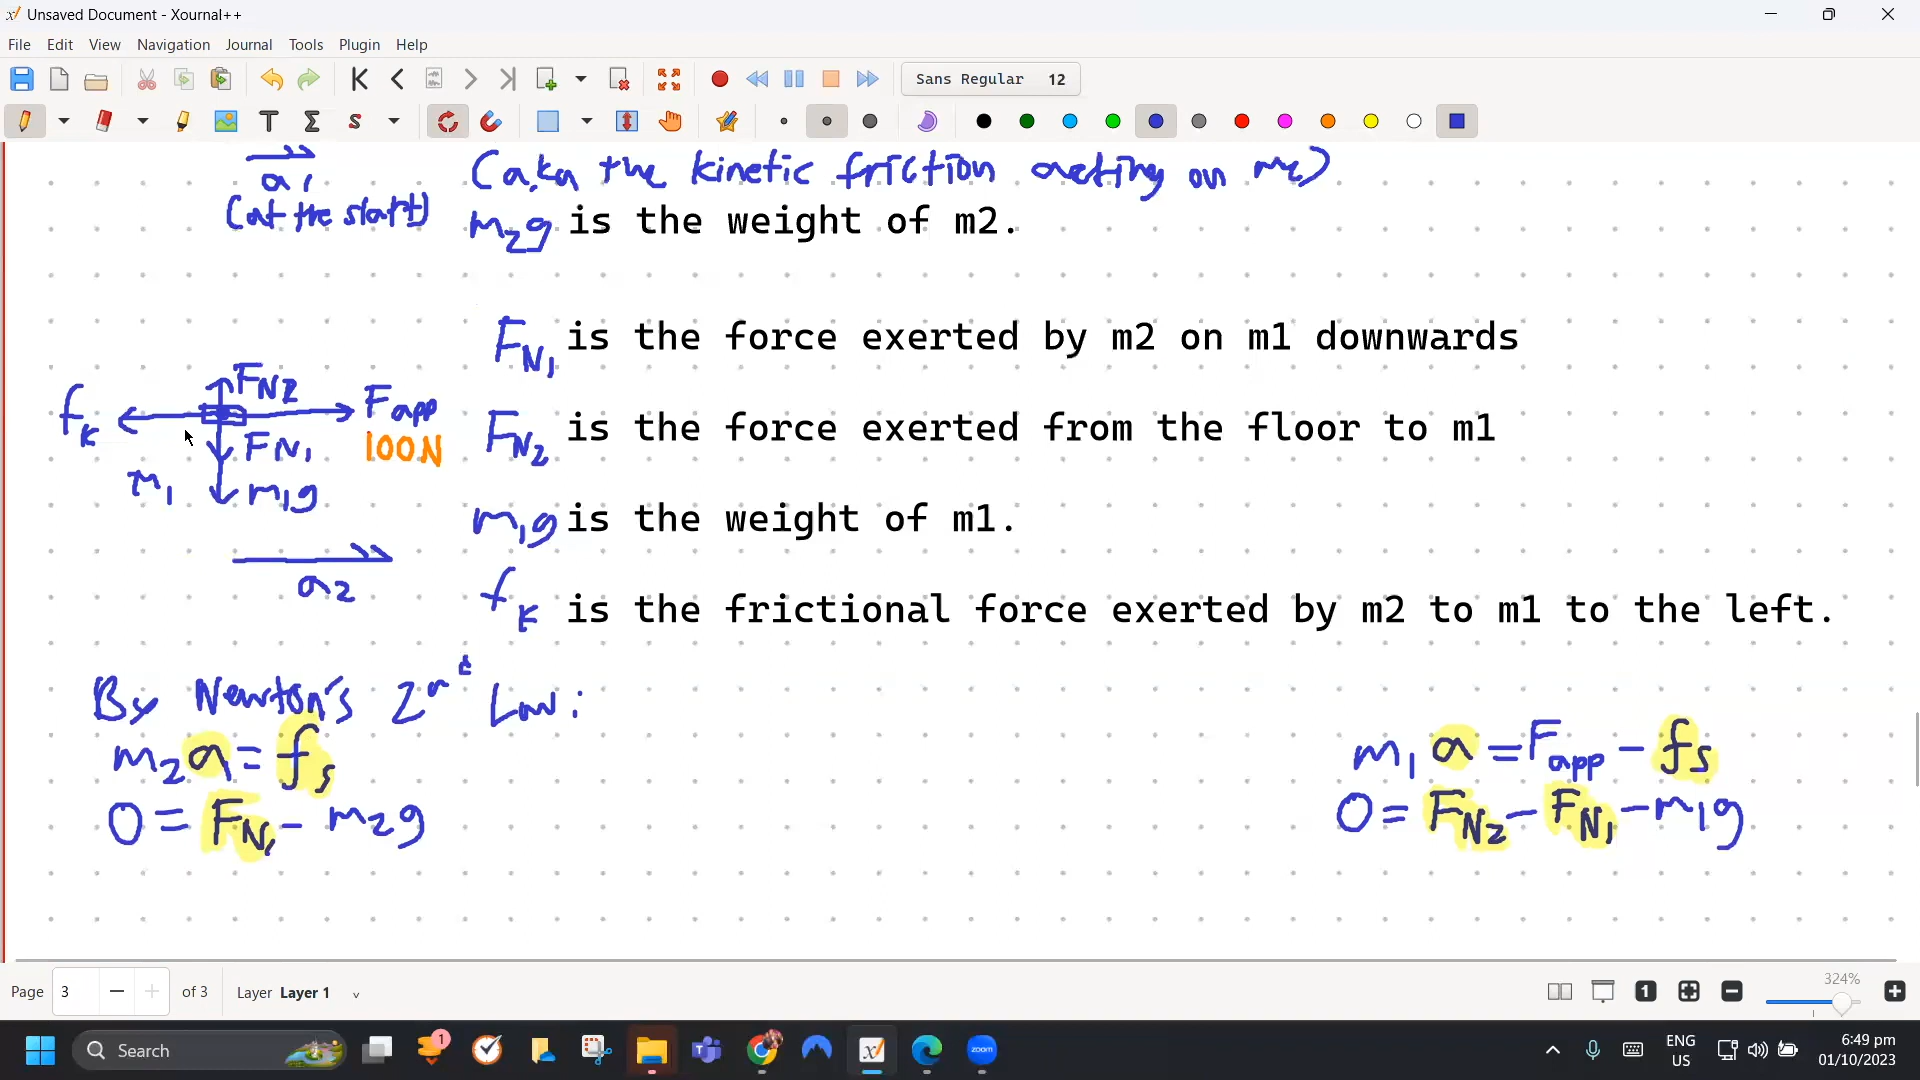 Unsaved Document - Xournal++
File Edit View Navigation Journal Tools Plugin Help
Sans Regular 12
a1
(at the start)
(aka the kinetic friction acting on m2)
m2g is the weight of m2.
FN1 is the force exerted by m2 on m1 downwards
fk
FN2
Fapp
100N
FN1
m1
m1g
a2
FN2 is the force exerted from the floor to m1
m1g is the weight of m1.
fk is the frictional force exerted by m2 to m1 to the left.
By Newton's 2nd Law:
m2a = fs
0 = FN1 - m2g
m1a = Fapp - fs
0 = FN2 - FN1 - m1g
Page 3 of 3 Layer Layer 1
324%
Search
1
zoom
ENG
US
6:49 pm
01/10/2023